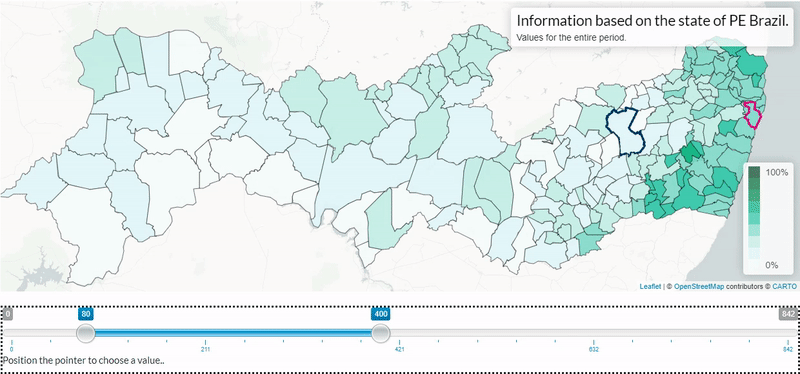 Information based on the state of PE Brazil.
Values for the entire period.
100%
0%
Leaflet | © OpenStreetMap contributors © CARTO
0
80
400
842
0
211
421
632
842
Position the pointer to choose a value..